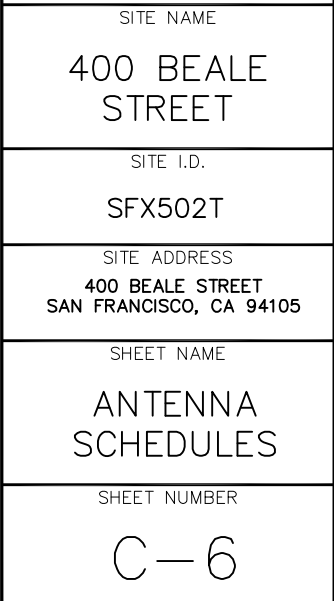 SITE NAME
400 BEALE
STREET
SITE I.D.
SFX502T
SITE ADDRESS
400 BEALE STREET
SAN FRANCISCO, CA 94105
SHEET NAME
ANTENNA
SCHEDULES
SHEET NUMBER
C-6